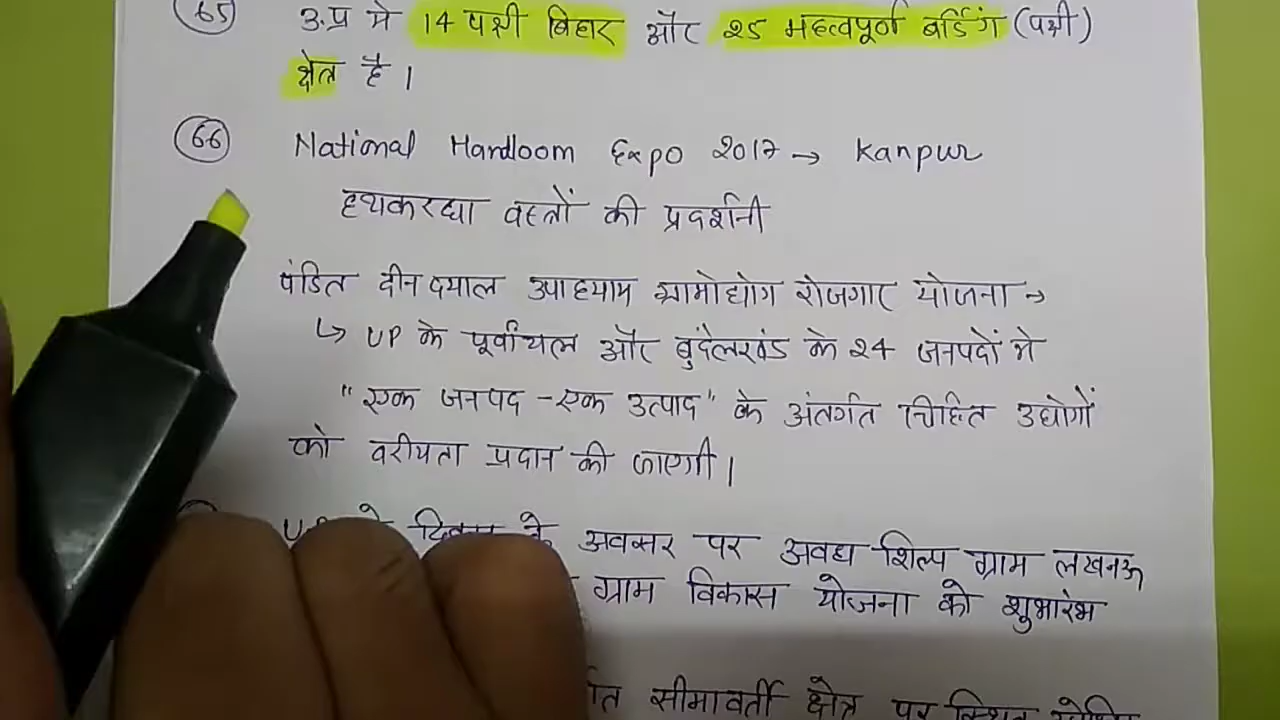 65 उ.प्र मे 14 पक्षी बिहार और 25 महत्वपूर्ण बर्डिंग (पक्षी)
क्षेत्र है ।
66 National Handloom Expo 2017 → Kanpur
हथकरघा वस्त्रों की प्रदर्शनी
पंडित दीन दयाल उपाध्याय ग्रामोद्योग रोजगार योजना →
↳ UP के पूर्वांचल और बुंदेलखंड के 24 जनपदों मे
"एक जनपद - एक उत्पाद" के अंतर्गत चिंहित उद्योगों
को वरीयता प्रदान की जाएगी ।
के अवसर पर अवध शिल्प ग्राम लखनऊ
ग्राम विकास योजना को शुभारंभ
सीमावर्ती क्षेत्र पर स्थित